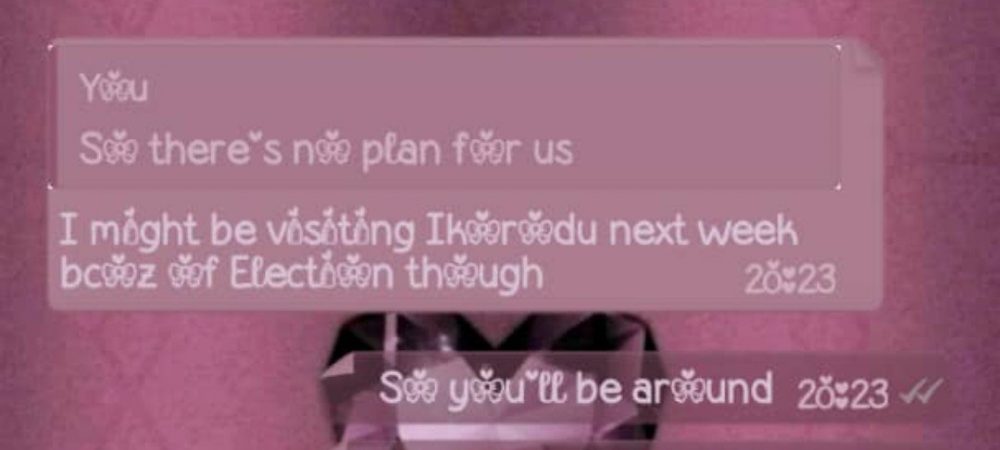 You
So there's no plan for us
I might be visiting Ikorodu next week
bcoz of Election though
20:23
So you'll be around 20:23